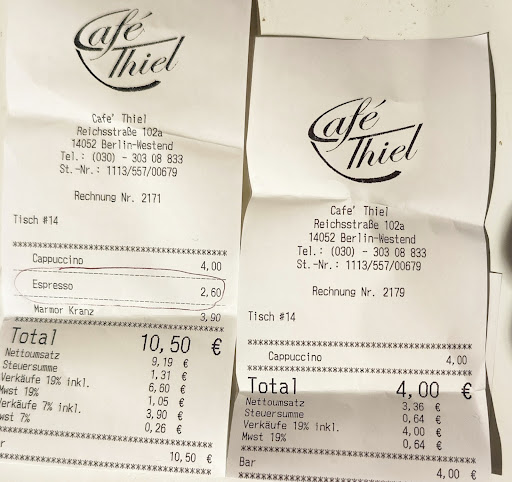 Café
Thiel
Cafe' Thiel
Reichsstraße 102a
14052 Berlin-Westend
Tel.: (030) - 303 08 833
St.-Nr.: 1113/557/00679
Rechnung Nr. 2171
Tisch #14
Cappuccino 4,00
Espresso 2,60
Marmor Kranz 3,90
Total 10,50 €
Nettoumsatz 9,19 €
Steuersumme 1,31 €
Verkäufe 19% inkl. 6,60 €
Mwst 19% 1,05 €
Verkäufe 7% inkl. 3,90 €
Mwst 7% 0,26 €
10,50 €
Café
Thiel
Cafe' Thiel
Reichsstraße 102a
14052 Berlin-Westend
Tel.: (030) - 303 08 833
St.-Nr.: 1113/557/00679
Rechnung Nr. 2179
Tisch #14
Cappuccino 4,00
Total 4,00 €
Nettoumsatz 3,36 €
Steuersumme 0,64 €
Verkäufe 19% inkl. 4,00 €
Mwst 19% 0,64 €
Bar 4,00 €